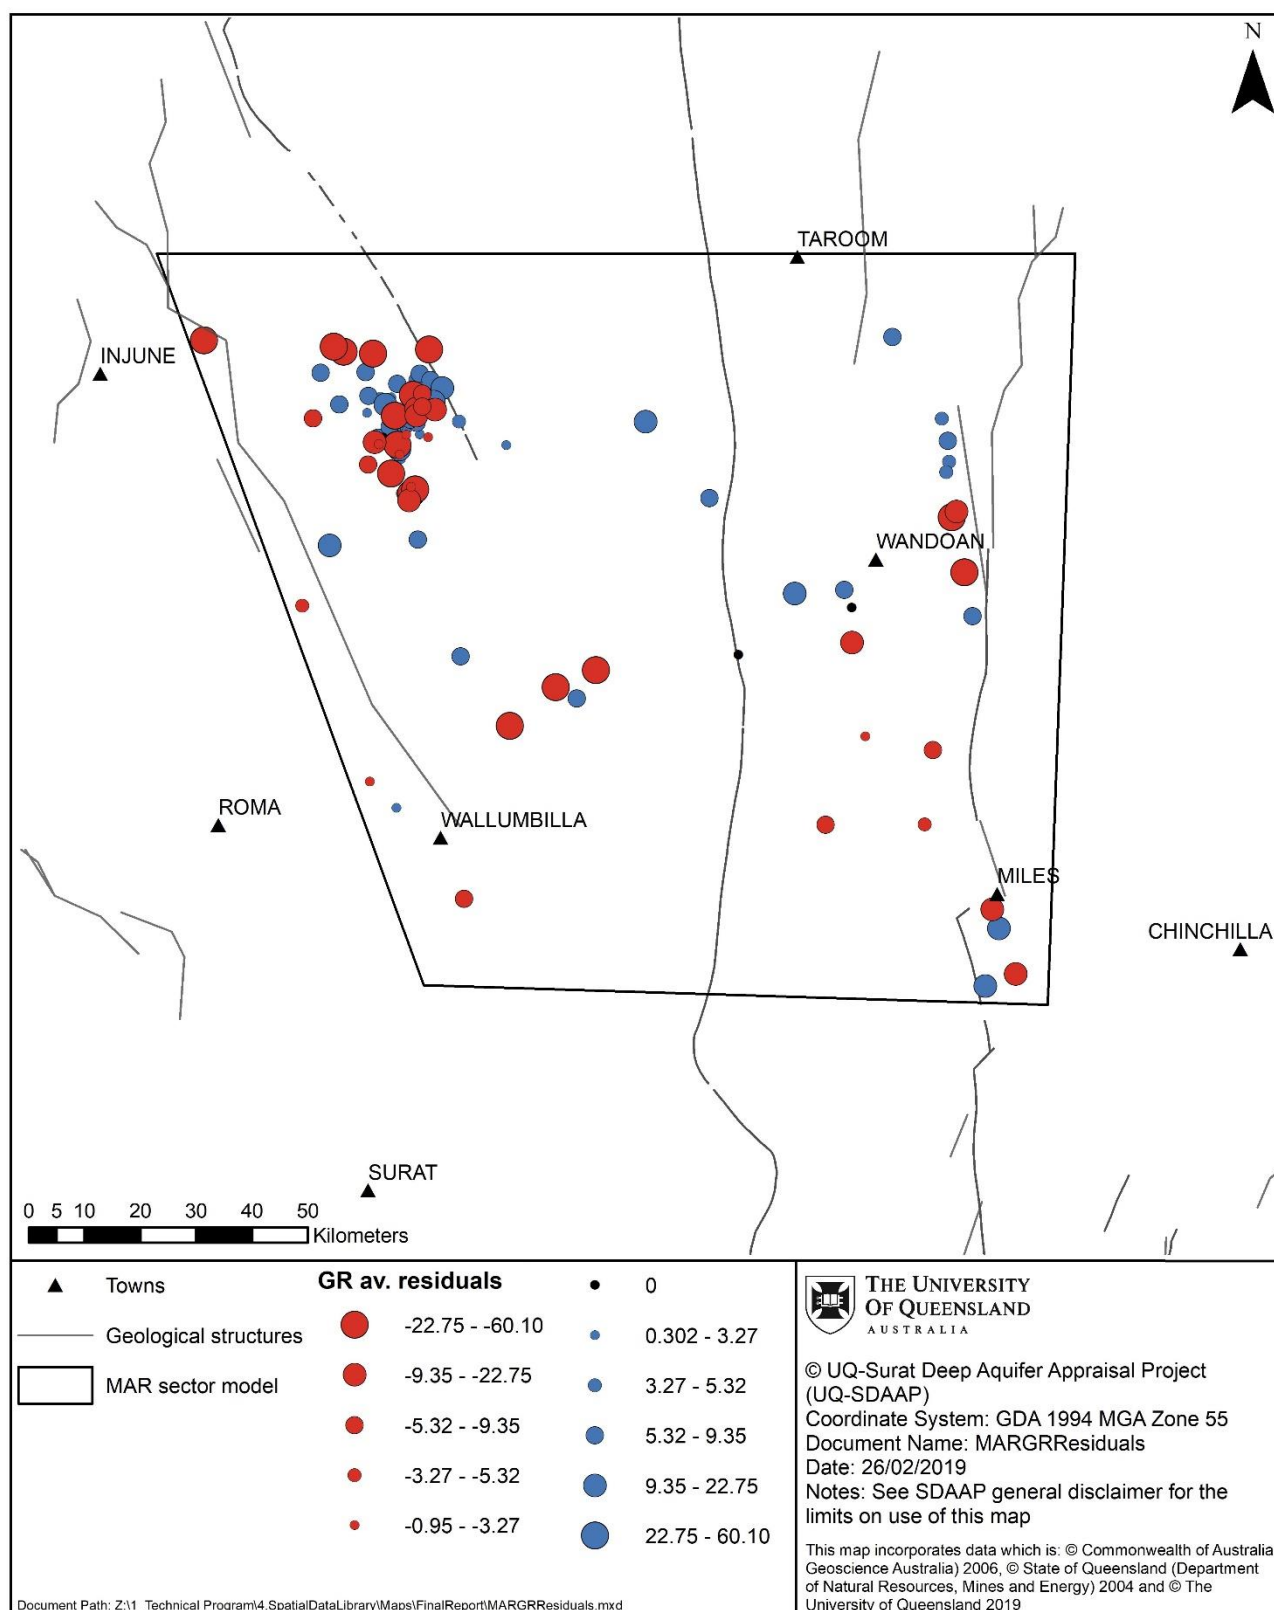 N
TAROOM
INJUNE
WANDOAN
ROMA
WALLUMBILLA
MILES
CHINCHILLA
SURAT
0 5 10 20 30 40 50
Kilometers
Towns
Geological structures
MAR sector model
GR av. residuals
-22.75 - -60.10
-9.35 - -22.75
-5.32 - -9.35
-3.27 - -5.32
-0.95 - -3.27
0
0.302 - 3.27
3.27 - 5.32
5.32 - 9.35
9.35 - 22.75
22.75 - 60.10
THE UNIVERSITY
OF QUEENSLAND
AUSTRALIA
© UQ-Surat Deep Aquifer Appraisal Project
(UQ-SDAAP)
Coordinate System: GDA 1994 MGA Zone 55
Document Name: MARGRResiduals
Date: 26/02/2019
Notes: See SDAAP general disclaimer for the
limits on use of this map
This map incorporates data which is: © Commonwealth of Australia
Geoscience Australia) 2006, © State of Queensland (Department
of Natural Resources, Mines and Energy) 2004 and © The
University of Queensland 2019
Document Path: Z:\1_Technical Program\4.SpatialDataLibrary\Maps\FinalReport\MARGRResiduals.mxd